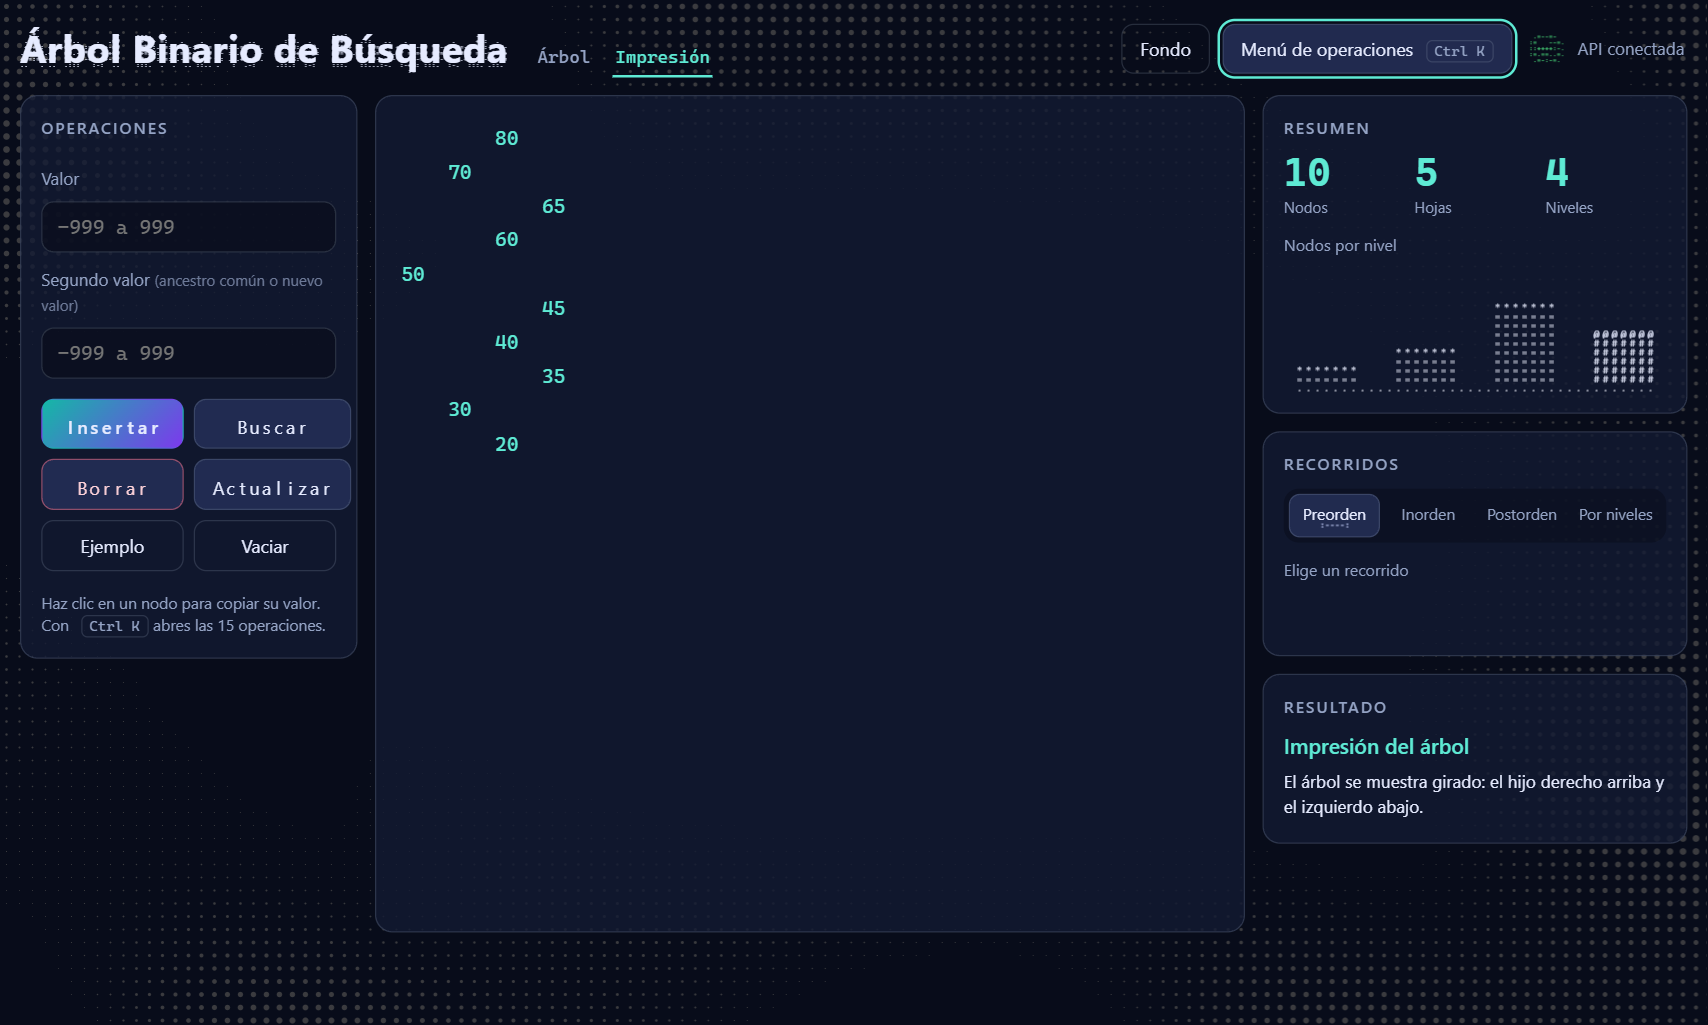 Árbol Binario de Búsqueda
Árbol
Impresión
Fondo
Menú de operaciones Ctrl K
API conectada
OPERACIONES
Valor
−999 a 999
Segundo valor (ancestro común o nuevo
valor)
−999 a 999
Insertar
Buscar
Borrar
Actualizar
Ejemplo
Vaciar
Haz clic en un nodo para copiar su valor.
Con Ctrl K abres las 15 operaciones.
80
70
65
60
50
45
40
35
30
20
RESUMEN
10
5
4
Nodos
Hojas
Niveles
Nodos por nivel
RECORRIDOS
Preorden
Inorden
Postorden
Por niveles
Elige un recorrido
RESULTADO
Impresión del árbol
El árbol se muestra girado: el hijo derecho arriba y
el izquierdo abajo.